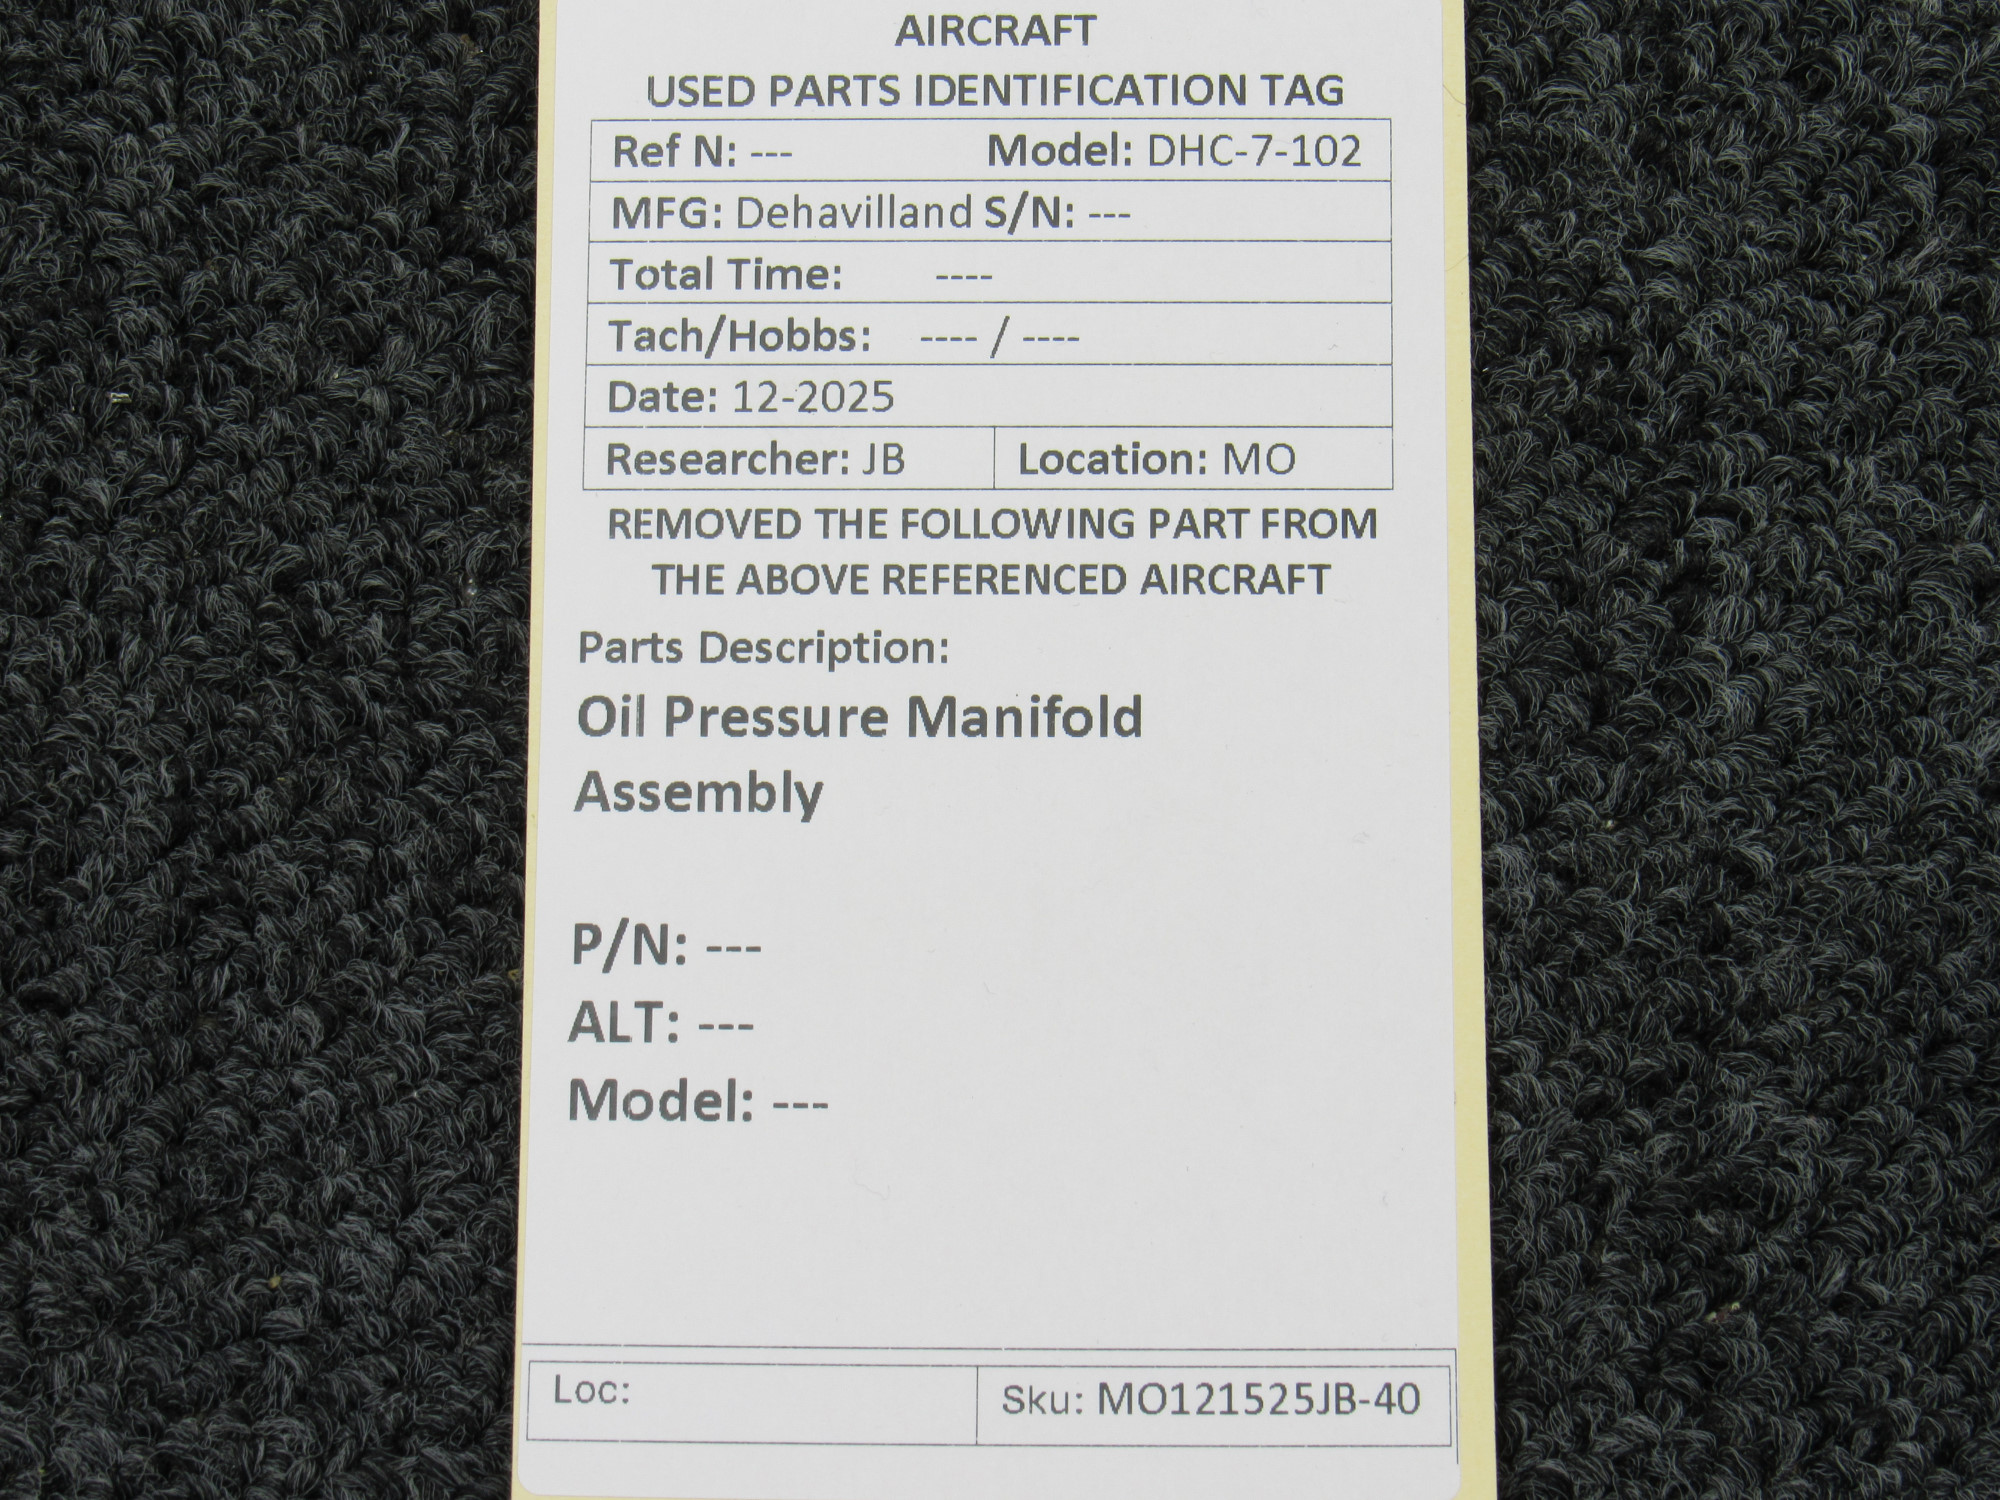 AIRCRAFT
USED PARTS IDENTIFICATION TAG
Ref N: --- Model: DHC-7-102
MFG: Dehavilland S/N: ---
Total Time: ----
Tach/Hobbs: ---- / ----
Date: 12-2025
Researcher: JB Location: MO
REMOVED THE FOLLOWING PART FROM
THE ABOVE REFERENCED AIRCRAFT
Parts Description:
Oil Pressure Manifold
Assembly
P/N: ---
ALT: ---
Model: ---
Loc: Sku: MO121525JB-40